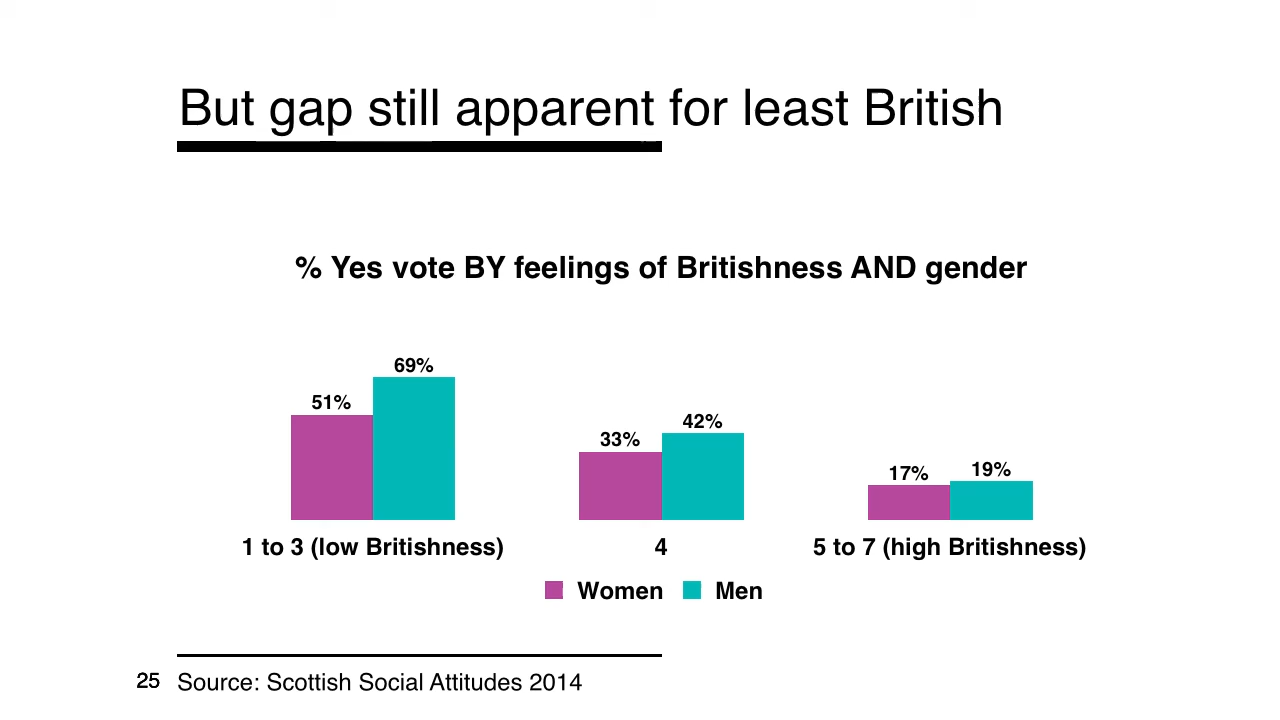 But gap still apparent for least British
% Yes vote BY feelings of Britishness AND gender
69%
51%
42%
33%
19%
17%
1 to 3 (low Britishness)
4
5 to 7 (high Britishness)
Women Men
25 Source: Scottish Social Attitudes 2014